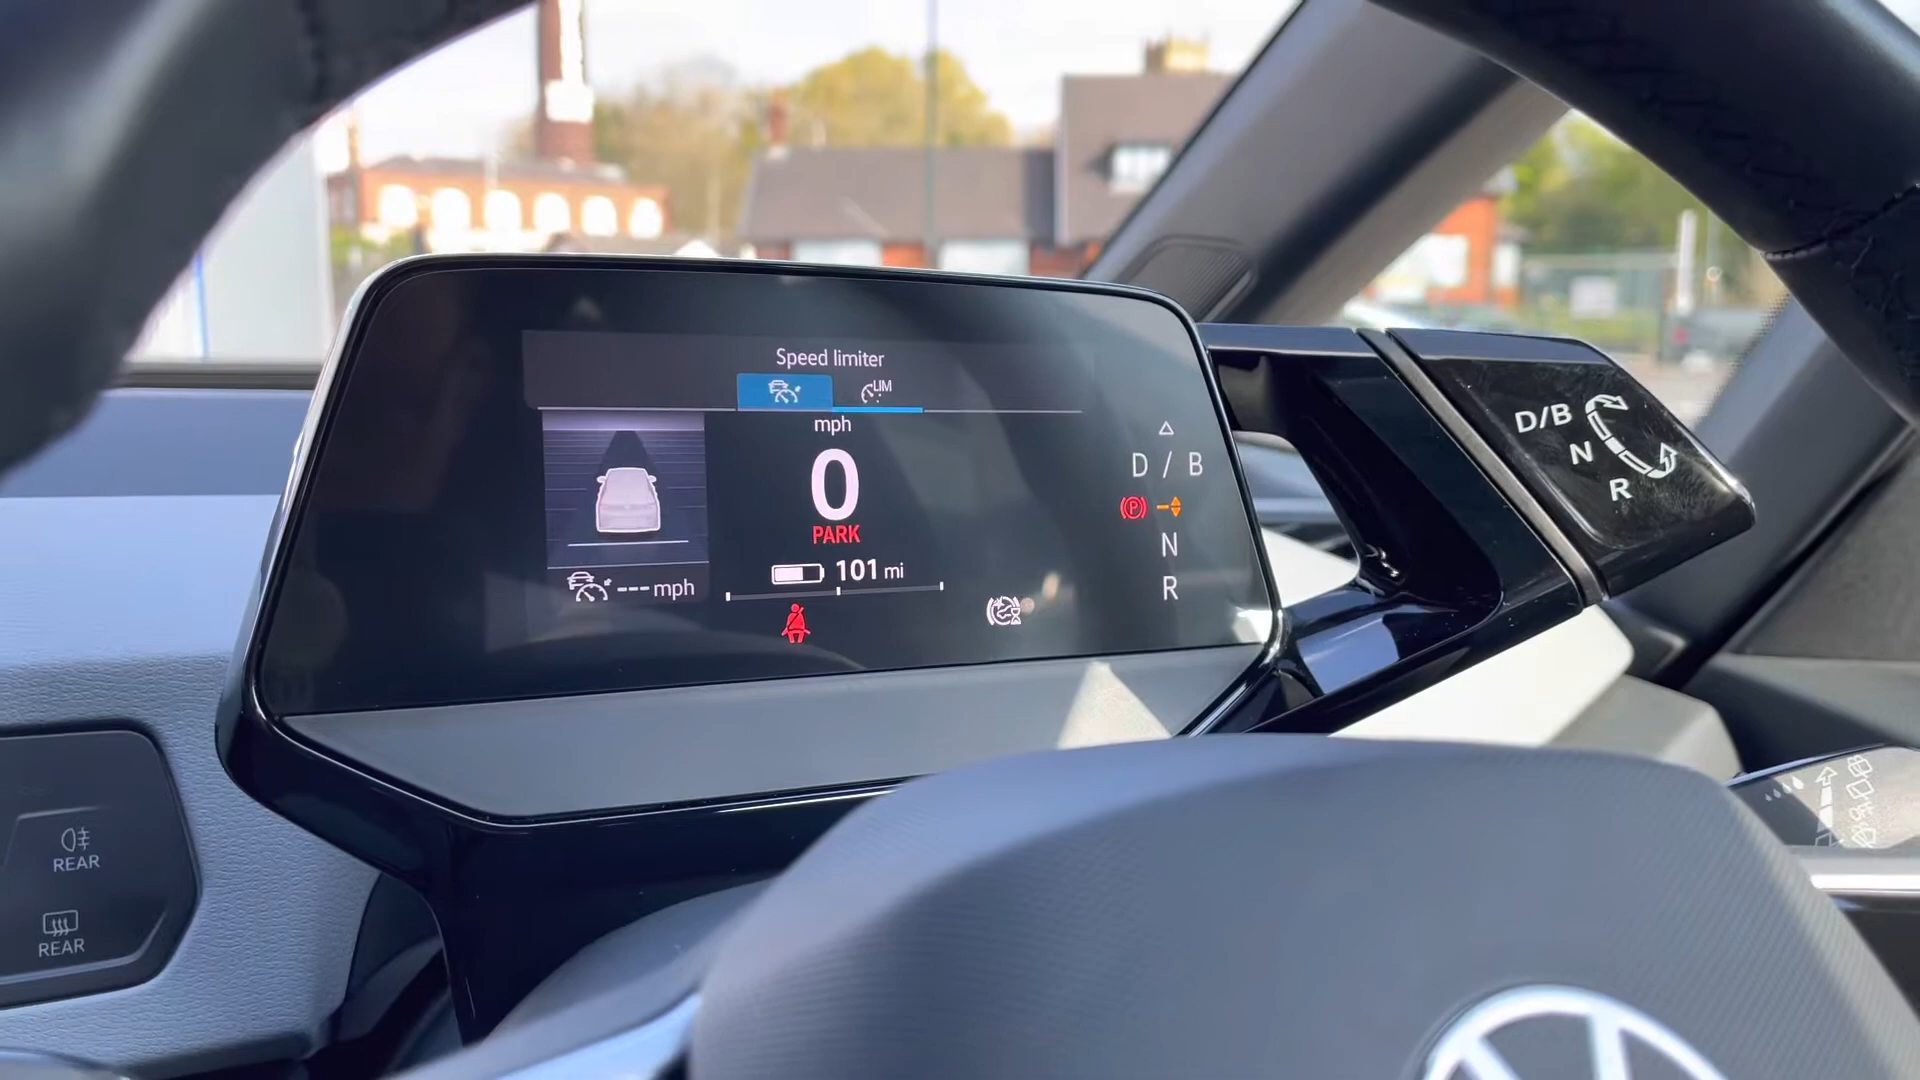 Speed limiter
LIM
mph
0
PARK
101 mi
--- mph
D / B
P
N
R
D/B
N
R
REAR
REAR